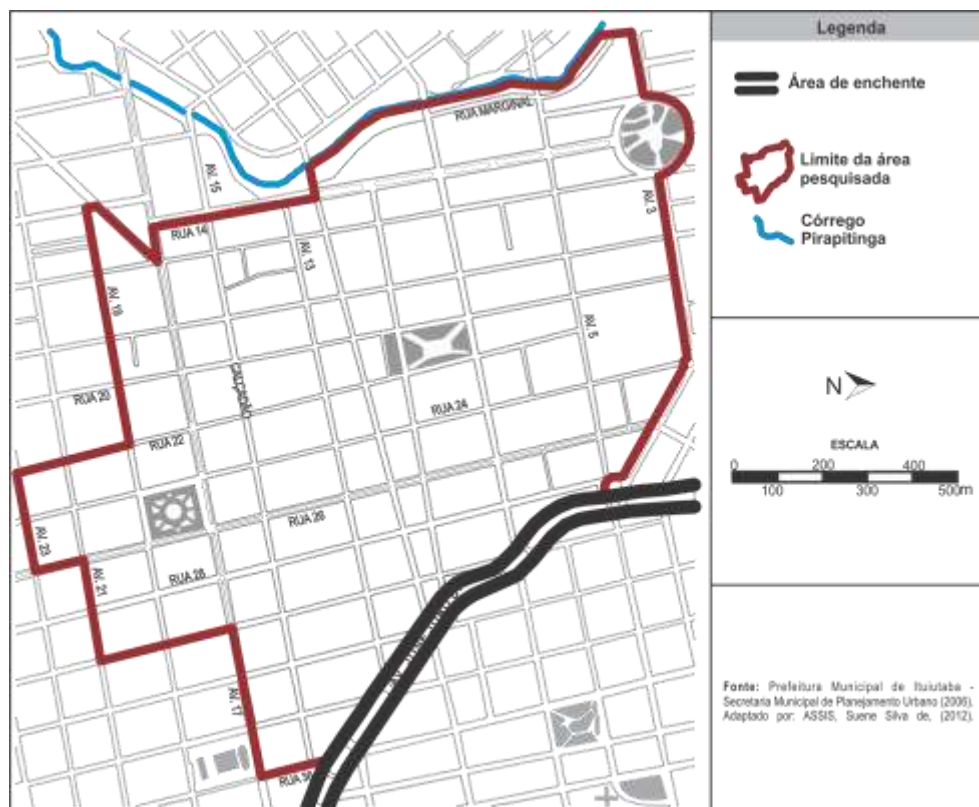 Legenda
Área de enchente
Limite da área
pesquisada
Córrego
Pirapitinga
N
ESCALA
0 200 400
100 300 500m
Fonte: Prefeitura Municipal de Ituiutaba -
Secretaria Municipal de Planejamento Urbano (2006).
Adaptado por: ASSIS, Suene Silva de, (2012).
RUA MARGINAL
AV. 15
AV. 3
RUA 14
AV. 13
AV. 19
AV. 5
CALÇADÃO
RUA 20
RUA 24
RUA 22
RUA 26
AV. 23
AV. 21
RUA 28
AV. 17